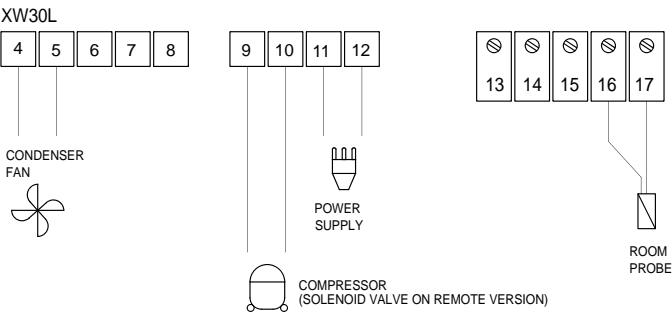 XW30L
4 5 6 7 8 9 10 11 12 13 14 15 16 17
CONDENSER
FAN
POWER
SUPPLY
ROOM
PROBE
COMPRESSOR
(SOLENOID VALVE ON REMOTE VERSION)